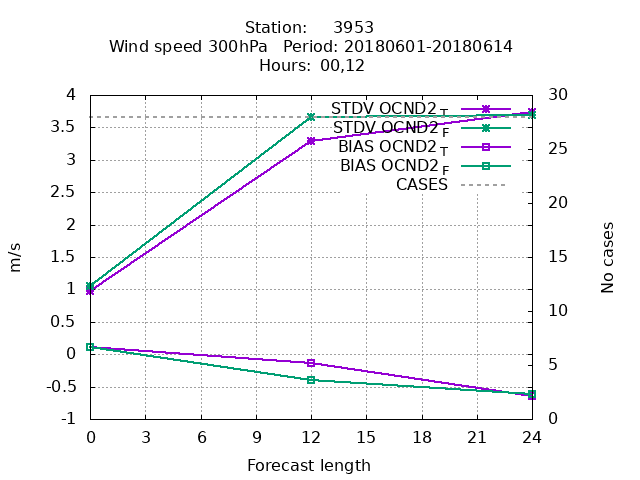 Station: 3953
Wind speed 300hPa Period: 20180601-20180614
Hours: 00,12
4
3.5
3
2.5
2
1.5
1
0.5
0
-0.5
-1
30
25
20
15
10
5
0
STDV OCND2 T
STDV OCND2 F
BIAS OCND2 T
BIAS OCND2 F
CASES
m/s
No cases
0 3 6 9 12 15 18 21 24
Forecast length